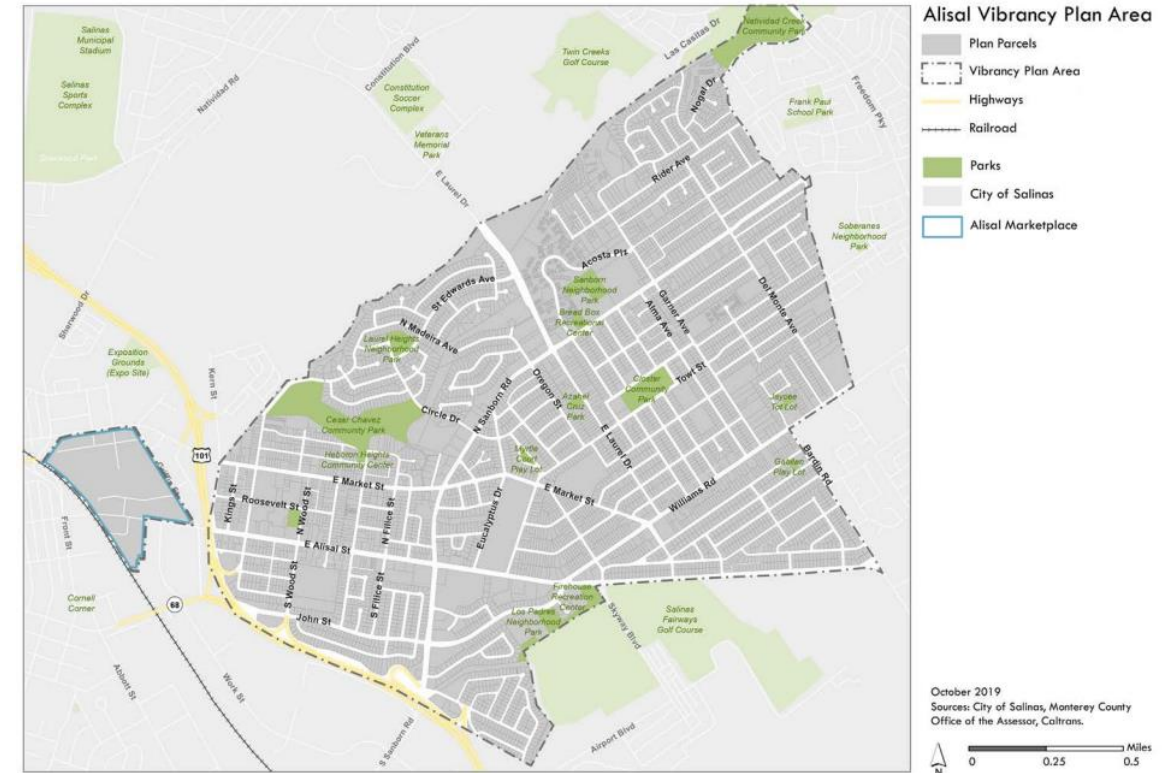 Alisal Vibrancy Plan Area
Plan Parcels
Vibrancy Plan Area
Highways
Railroad
Parks
City of Salinas
Alisal Marketplace
Salinas
Municipal
Stadium
Salinas
Sports
Complex
Sherwood Park
Natividad Rd
Constitution Blvd
Constitution
Soccer
Complex
Veterans
Memorial
Park
E Laurel Dr
Twin Creeks
Golf Course
Las Casitas Dr
Natividad Creek
Community Park
Nogal Dr
Frank Paul
School Park
Freedom Pky
Rider Ave
Soberanes
Neighborhood
Park
Acosta Plz
Sanborn
Neighborhood
Park
Bread Box
Recreational
Center
St Edwards Ave
N Madeira Ave
Laurel Heights
Neighborhood
Park
Garner Ave
Alma Ave
Del Monte Ave
Sherwood Dr
Exposition
Grounds
(Expo Site)
Kern St
Cesar Chavez
Community Park
Circle Dr
N Sanborn Rd
Oregon St
Azahel
Cruz
Park
Closter
Community
Park
Towt St
Jaycee
Tot Lot
101
Hebbron Heights
Community Center
E Market St
Myrtle
Court
Play Lot
E Laurel Dr
E Market St
Williams Rd
Gabilan
Play Lot
Bardin Rd
Kings St
Roosevelt St
N Wood St
N Filice St
Eucalyptus Dr
Front St
E Alisal St
S Wood St
S Filice St
John St
Cornell
Corner
68
Firehouse
Recreation
Center
Los Padres
Neighborhood
Park
Skyway Blvd
Salinas
Fairways
Golf Course
Abbott St
Work St
S Sanborn Rd
Airport Blvd
October 2019
Sources: City of Salinas, Monterey County
Office of the Assessor, Caltrans.
N
Miles
0 0.25 0.5